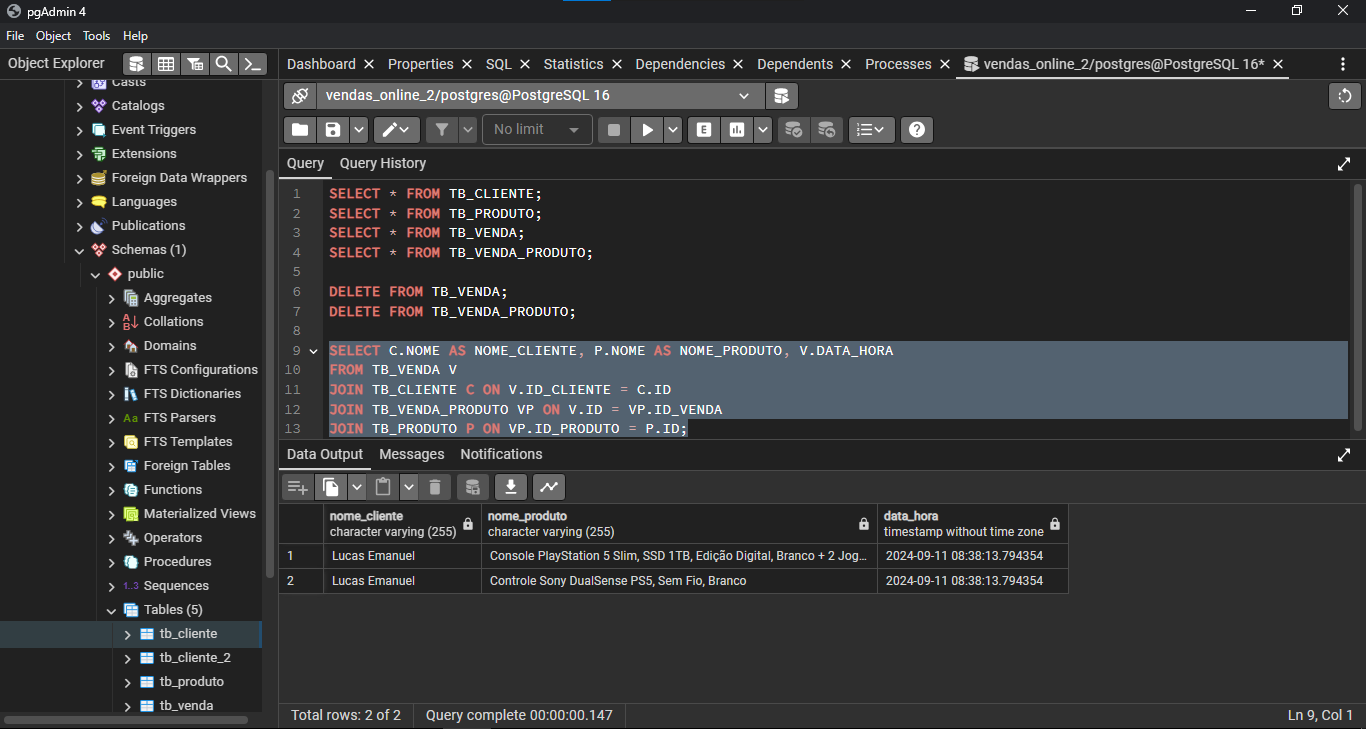 pgAdmin 4
File Object Tools Help
Object Explorer
Dashboard Properties SQL Statistics Dependencies Dependents Processes vendas_online_2/postgres@PostgreSQL 16*
Casts
Catalogs
Event Triggers
Extensions
Foreign Data Wrappers
Languages
Publications
Schemas (1)
public
Aggregates
Collations
Domains
FTS Configurations
FTS Dictionaries
Aa FTS Parsers
FTS Templates
Foreign Tables
Functions
Materialized Views
Operators
Procedures
1..3 Sequences
Tables (5)
tb_cliente
tb_cliente_2
tb_produto
tb_venda
vendas_online_2/postgres@PostgreSQL 16
No limit
E
Query Query History
1 SELECT * FROM TB_CLIENTE;
2 SELECT * FROM TB_PRODUTO;
3 SELECT * FROM TB_VENDA;
4 SELECT * FROM TB_VENDA_PRODUTO;
5
6 DELETE FROM TB_VENDA;
7 DELETE FROM TB_VENDA_PRODUTO;
8
9 SELECT C.NOME AS NOME_CLIENTE, P.NOME AS NOME_PRODUTO, V.DATA_HORA
10 FROM TB_VENDA V
11 JOIN TB_CLIENTE C ON V.ID_CLIENTE = C.ID
12 JOIN TB_VENDA_PRODUTO VP ON V.ID = VP.ID_VENDA
13 JOIN TB_PRODUTO P ON VP.ID_PRODUTO = P.ID;
Data Output Messages Notifications
nome_cliente nome_produto data_hora
character varying (255) character varying (255) timestamp without time zone
1 Lucas Emanuel Console PlayStation 5 Slim, SSD 1TB, Edição Digital, Branco + 2 Jog... 2024-09-11 08:38:13.794354
2 Lucas Emanuel Controle Sony DualSense PS5, Sem Fio, Branco 2024-09-11 08:38:13.794354
Total rows: 2 of 2 Query complete 00:00:00.147 Ln 9, Col 1